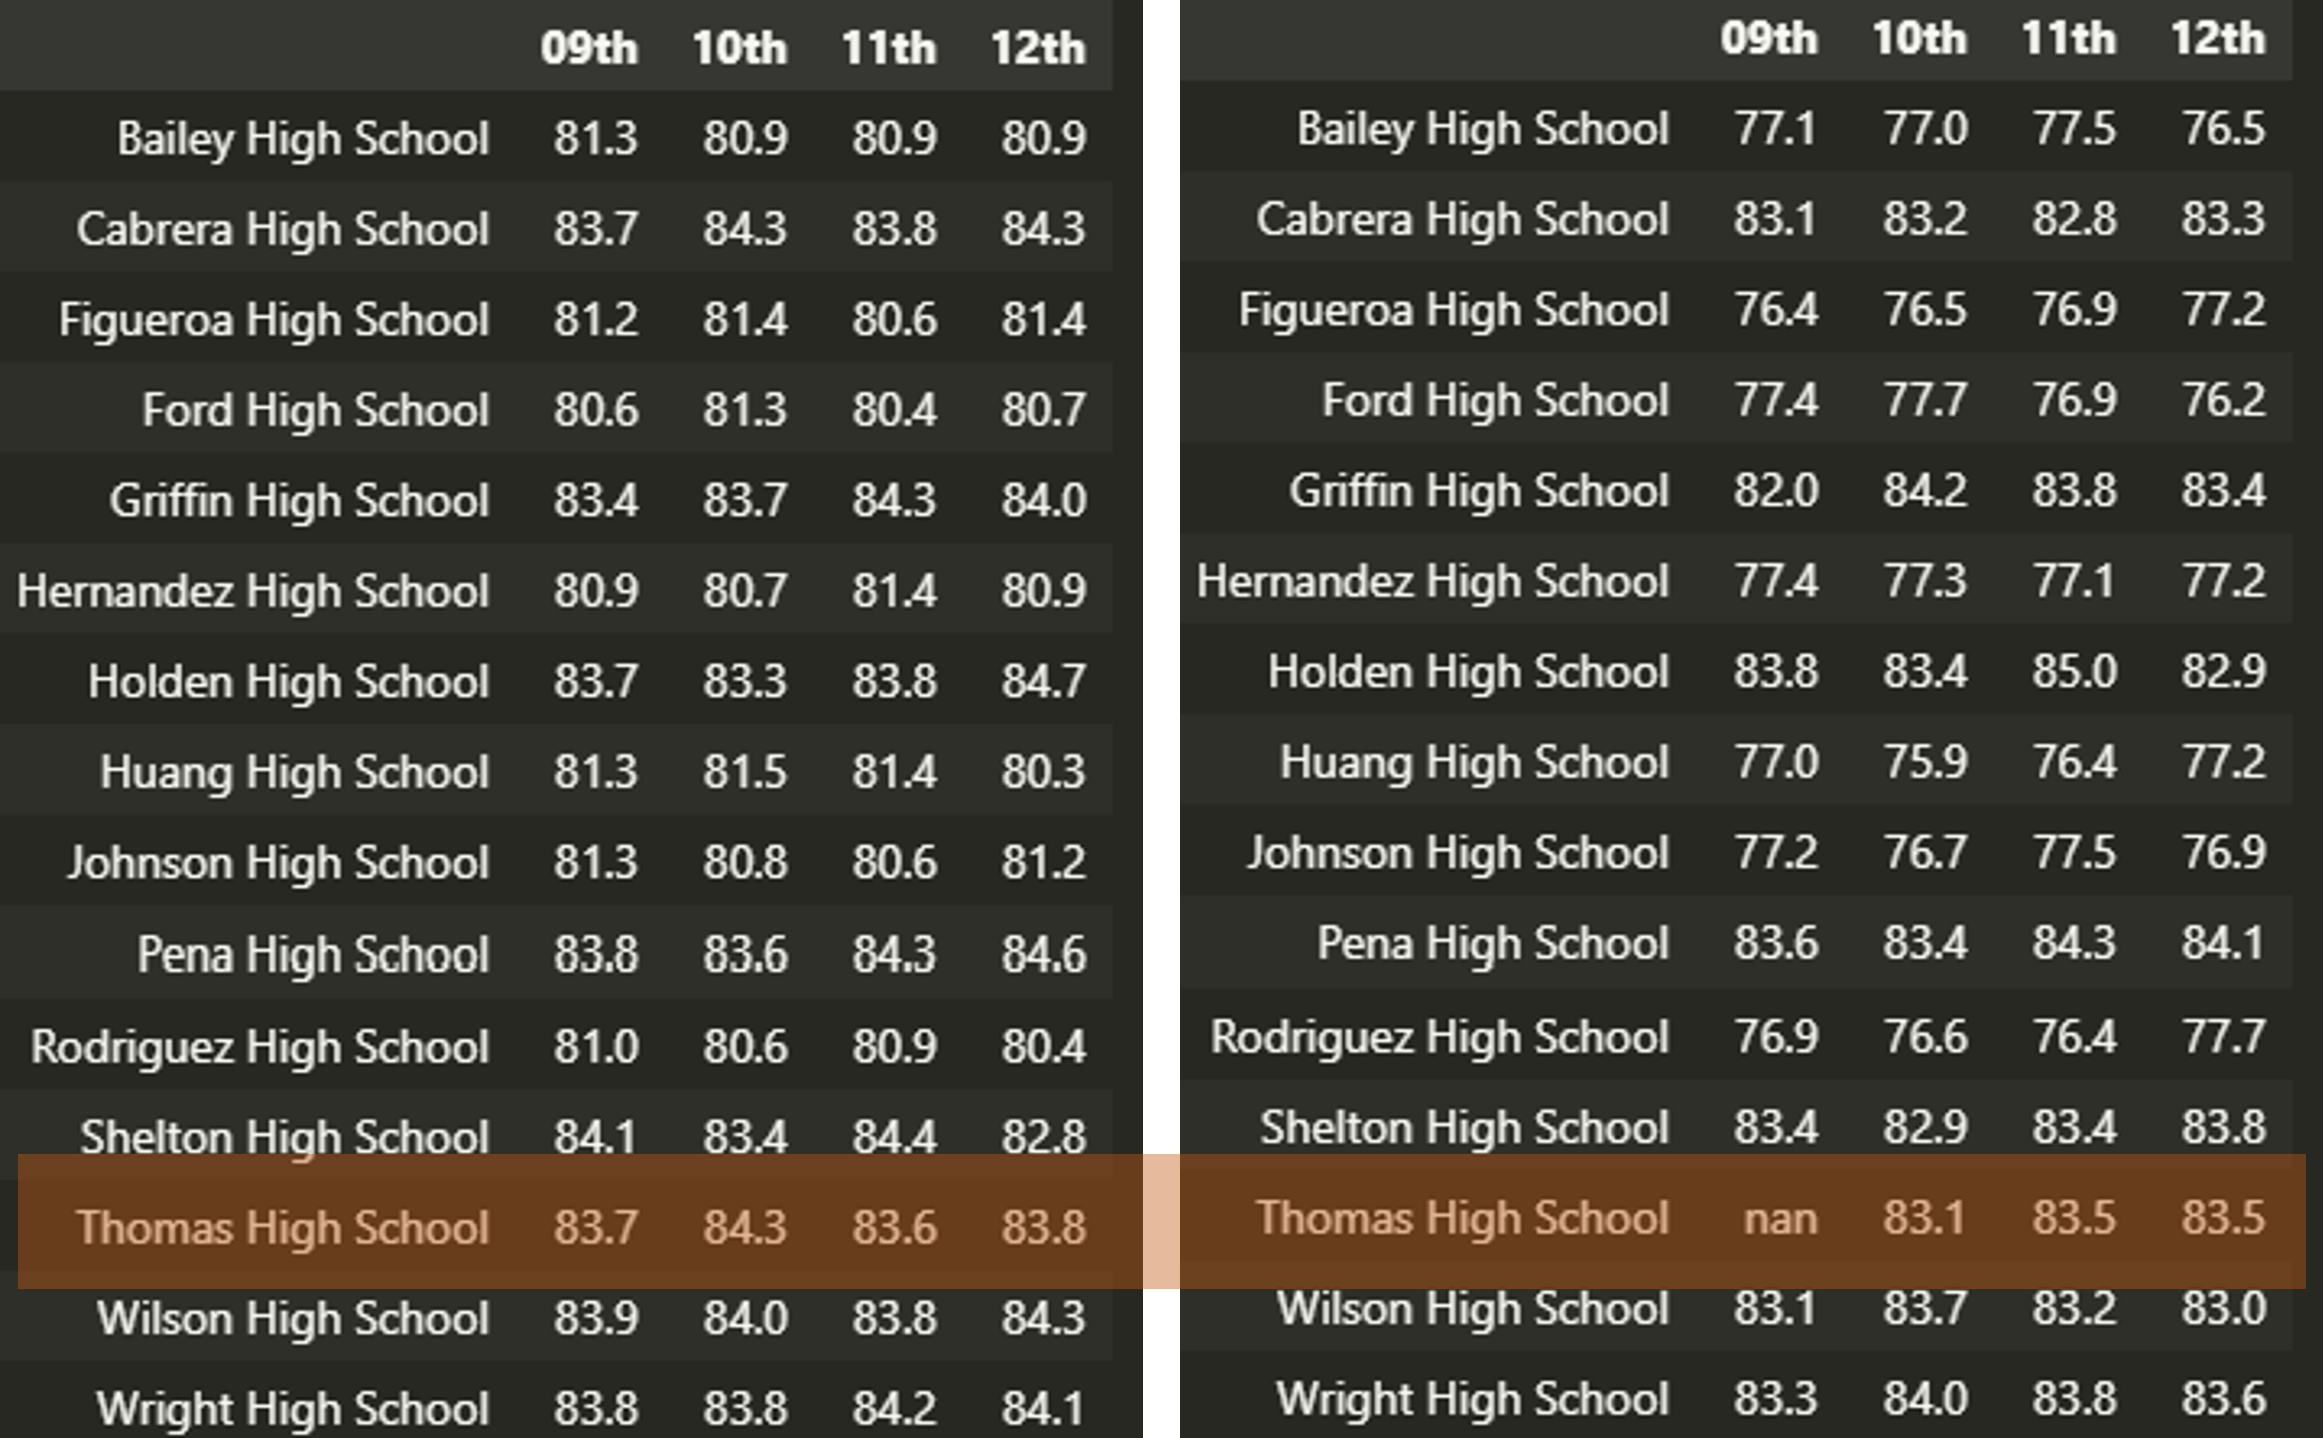 09th 10th 11th 12th
Bailey High School 81.3 80.9 80.9 80.9
Cabrera High School 83.7 84.3 83.8 84.3
Figueroa High School 81.2 81.4 80.6 81.4
Ford High School 80.6 81.3 80.4 80.7
Griffin High School 83.4 83.7 84.3 84.0
Hernandez High School 80.9 80.7 81.4 80.9
Holden High School 83.7 83.3 83.8 84.7
Huang High School 81.3 81.5 81.4 80.3
Johnson High School 81.3 80.8 80.6 81.2
Pena High School 83.8 83.6 84.3 84.6
Rodriguez High School 81.0 80.6 80.9 80.4
Shelton High School 84.1 83.4 84.4 82.8
Thomas High School 83.7 84.3 83.6 83.8
Wilson High School 83.9 84.0 83.8 84.3
Wright High School 83.8 83.8 84.2 84.1
09th 10th 11th 12th
Bailey High School 77.1 77.0 77.5 76.5
Cabrera High School 83.1 83.2 82.8 83.3
Figueroa High School 76.4 76.5 76.9 77.2
Ford High School 77.4 77.7 76.9 76.2
Griffin High School 82.0 84.2 83.8 83.4
Hernandez High School 77.4 77.3 77.1 77.2
Holden High School 83.8 83.4 85.0 82.9
Huang High School 77.0 75.9 76.4 77.2
Johnson High School 77.2 76.7 77.5 76.9
Pena High School 83.6 83.4 84.3 84.1
Rodriguez High School 76.9 76.6 76.4 77.7
Shelton High School 83.4 82.9 83.4 83.8
Thomas High School nan 83.1 83.5 83.5
Wilson High School 83.1 83.7 83.2 83.0
Wright High School 83.3 84.0 83.8 83.6